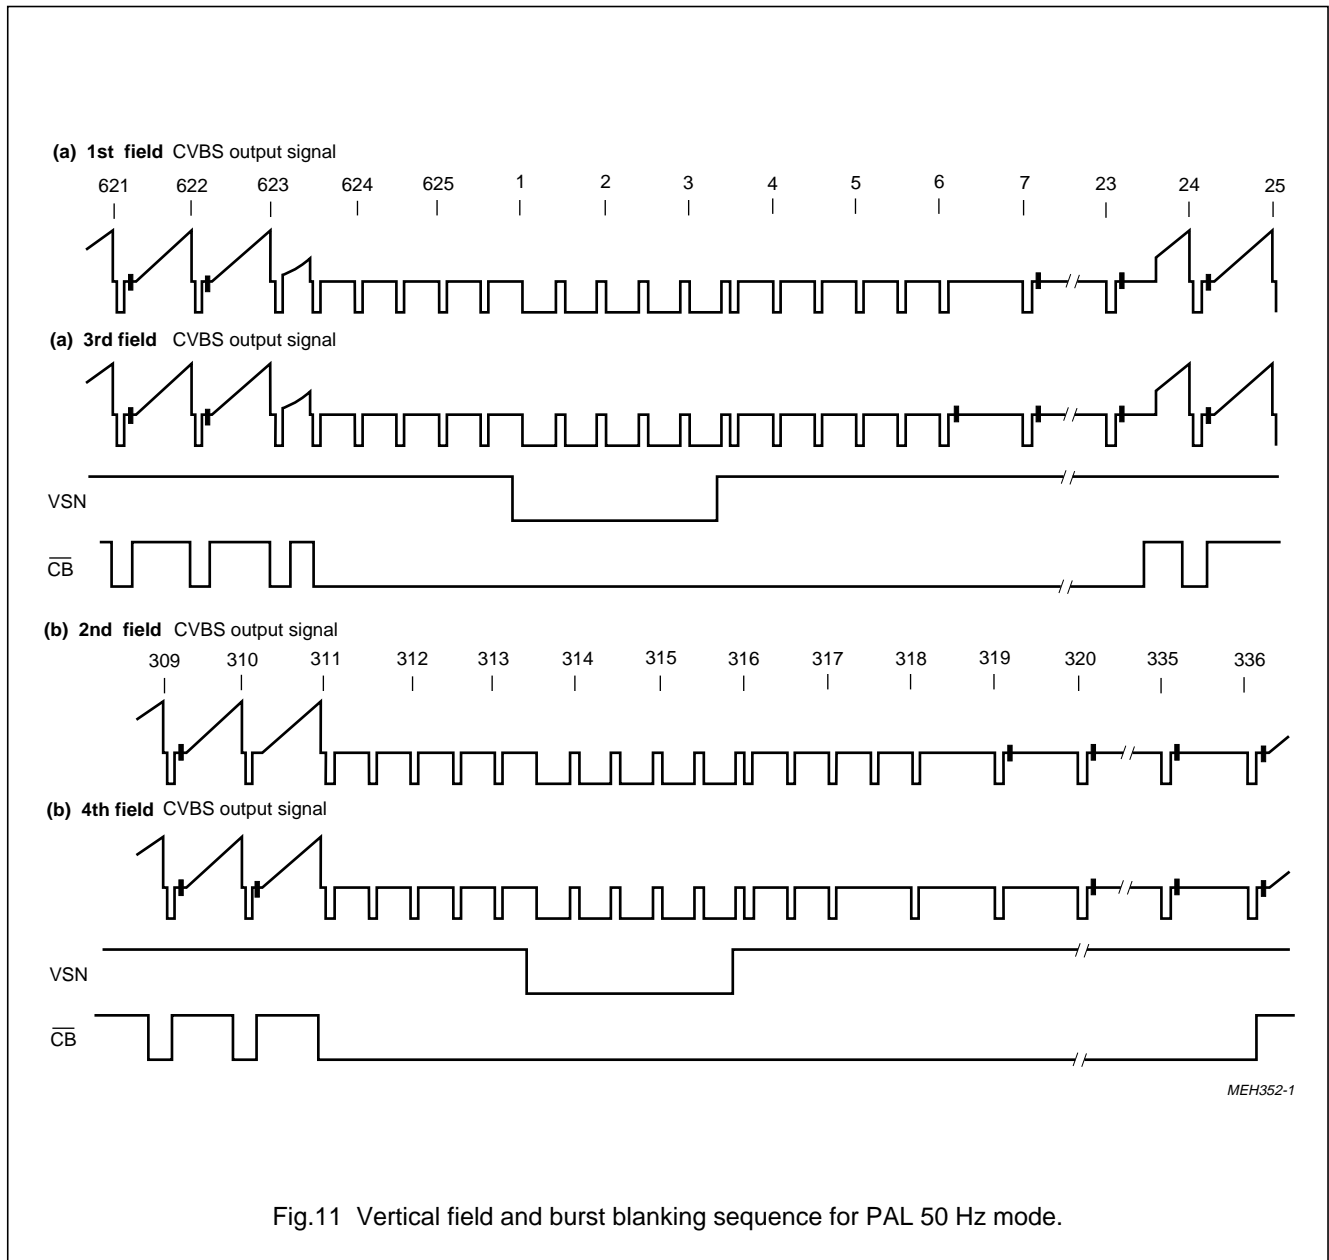 (a) 1st field CVBS output signal
621 622 623 624 625 1 2 3 4 5 6 7 23 24 25
(a) 3rd field CVBS output signal
VSN
C̅B̅
(b) 2nd field CVBS output signal
309 310 311 312 313 314 315 316 317 318 319 320 335 336
(b) 4th field CVBS output signal
VSN
C̅B̅
MEH352-1
Fig.11 Vertical field and burst blanking sequence for PAL 50 Hz mode.